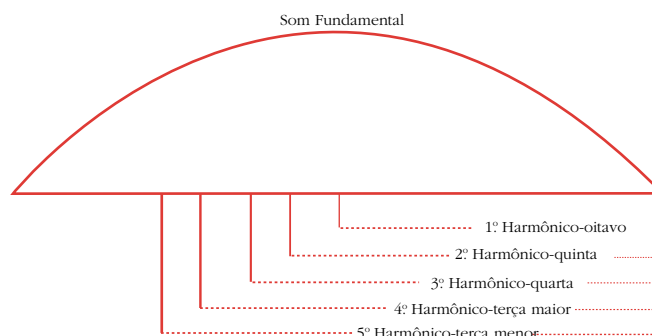 Som Fundamental
1º Harmônico-oitavo
2º Harmônico-quinta
3º Harmônico-quarta
4º Harmônico-terça maior
5º Harmônico-terça menor